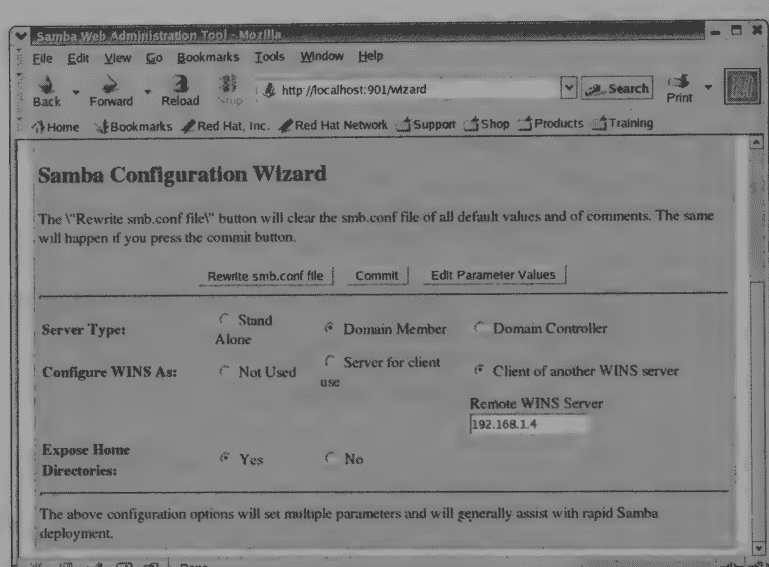 Samba Web Administration Tool - Mozilla
File Edit View Go Bookmarks Tools Window Help
http://localhost:901/wizard Search
Back Forward Reload Stop Print
Home Bookmarks Red Hat, Inc. Red Hat Network Support Shop Products Training
Samba Configuration Wizard
The \"Rewrite smb.conf file\" button will clear the smb.conf file of all default values and of comments. The same
will happen if you press the commit button.
Rewrite smb.conf file Commit Edit Parameter Values
Server Type: Stand Alone Domain Member Domain Controller
Configure WINS As: Not Used Server for client use Client of another WINS server
Remote WINS Server
192.168.1.4
Expose Home Directories: Yes No
The above configuration options will set multiple parameters and will generally assist with rapid Samba
deployment.